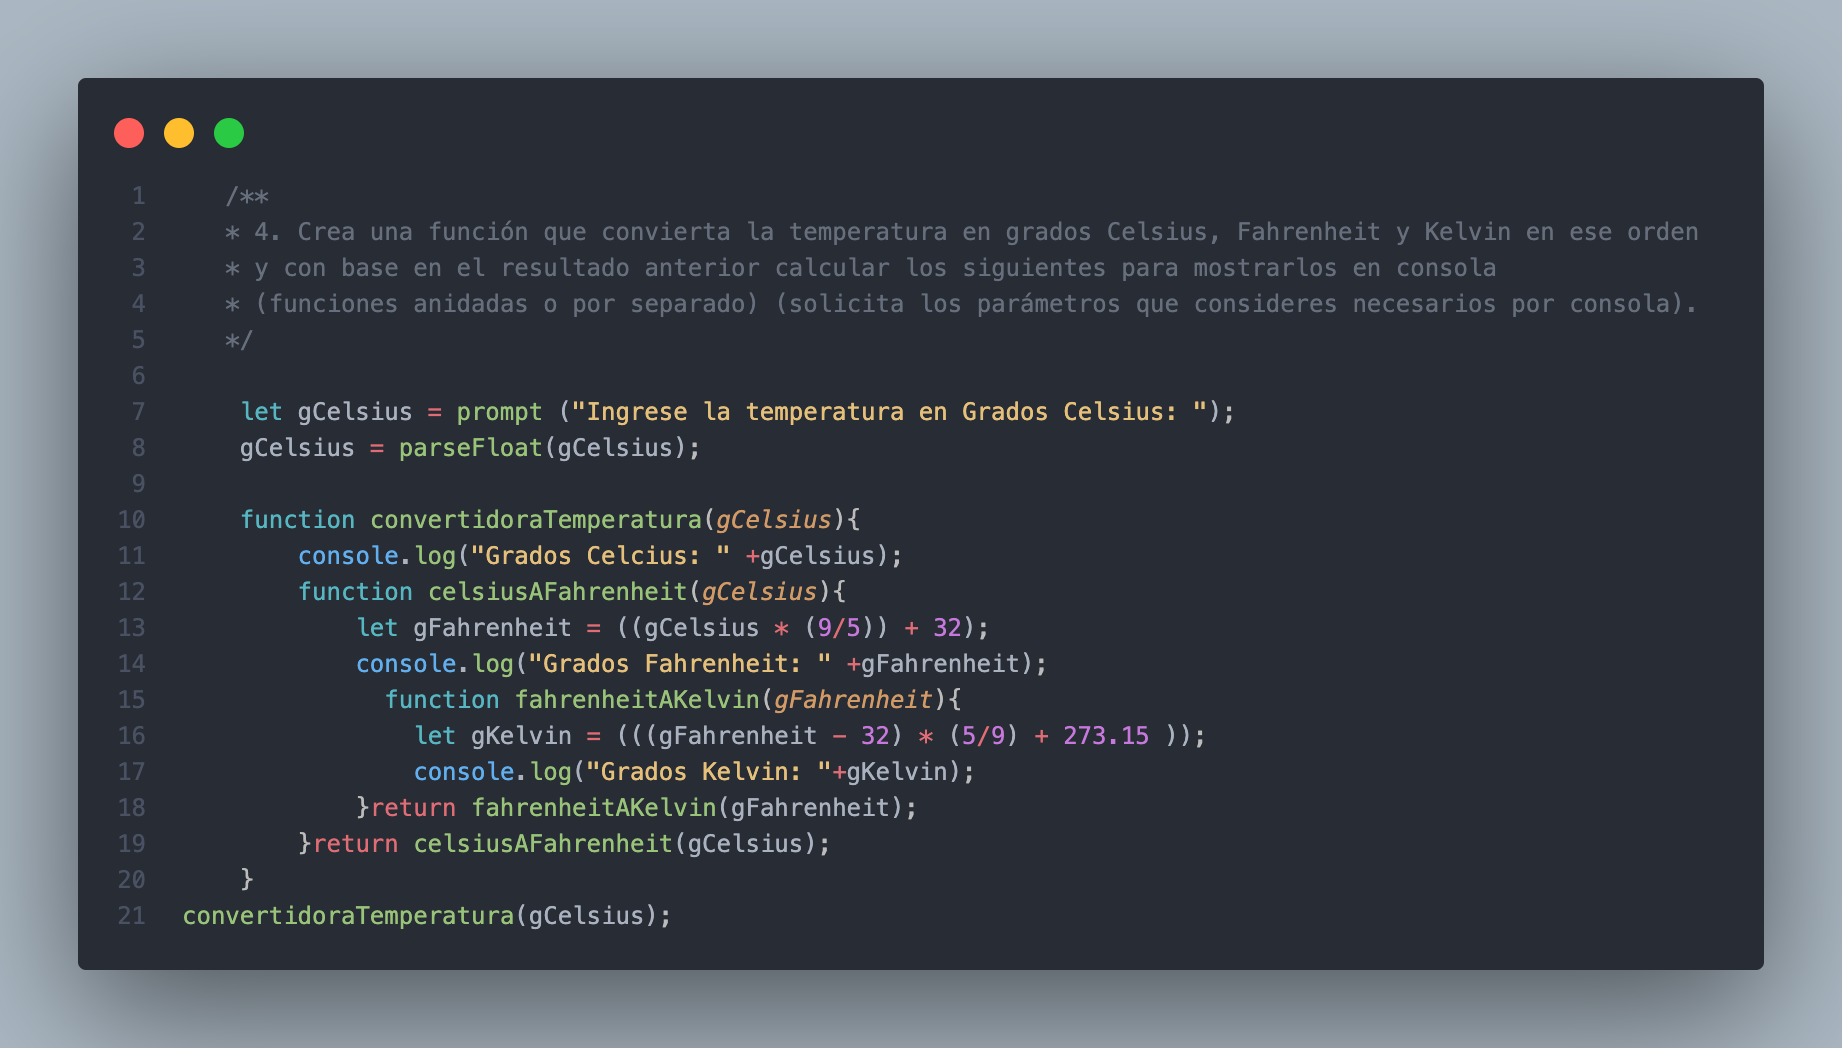 1 /**
2 * 4. Crea una función que convierta la temperatura en grados Celsius, Fahrenheit y Kelvin en ese orden
3 * y con base en el resultado anterior calcular los siguientes para mostrarlos en consola
4 * (funciones anidadas o por separado) (solicita los parámetros que consideres necesarios por consola).
5 */
6
7 let gCelsius = prompt ("Ingrese la temperatura en Grados Celsius: ");
8 gCelsius = parseFloat(gCelsius);
9
10 function convertidoraTemperatura(gCelsius){
11 console.log("Grados Celcius: " +gCelsius);
12 function celsiusAFahrenheit(gCelsius){
13 let gFahrenheit = ((gCelsius * (9/5)) + 32);
14 console.log("Grados Fahrenheit: " +gFahrenheit);
15 function fahrenheitAKelvin(gFahrenheit){
16 let gKelvin = (((gFahrenheit - 32) * (5/9) + 273.15 ));
17 console.log("Grados Kelvin: "+gKelvin);
18 }return fahrenheitAKelvin(gFahrenheit);
19 }return celsiusAFahrenheit(gCelsius);
20 }
21 convertidoraTemperatura(gCelsius);